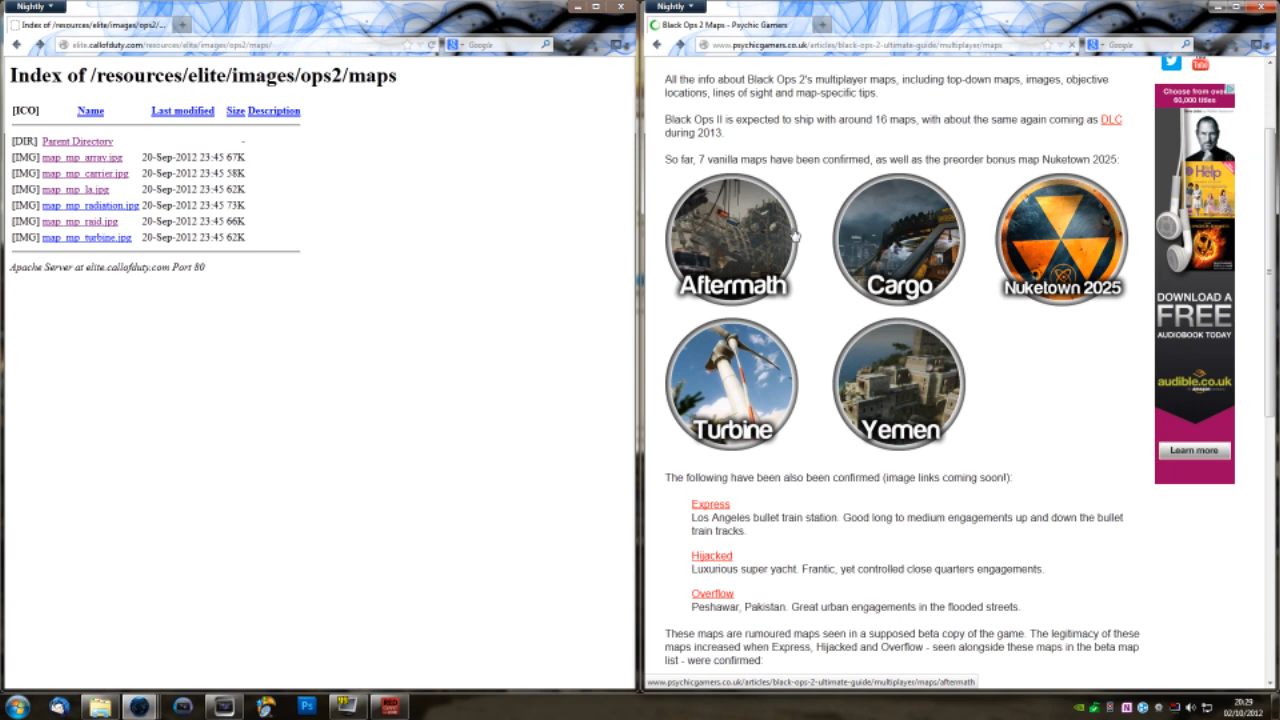 Nightly
Index of /resources/elite/images/ops2/...
elite.callofduty.com/resources/elite/images/ops2/maps/
Google
Index of /resources/elite/images/ops2/maps
[ICO] Name Last modified Size Description
[DIR] Parent Directory -
[IMG] map_mp_array.jpg 20-Sep-2012 23:45 67K
[IMG] map_mp_carrier.jpg 20-Sep-2012 23:45 58K
[IMG] map_mp_la.jpg 20-Sep-2012 23:45 62K
[IMG] map_mp_radiation.jpg 20-Sep-2012 23:45 73K
[IMG] map_mp_raid.jpg 20-Sep-2012 23:45 66K
[IMG] map_mp_turbine.jpg 20-Sep-2012 23:45 62K
Apache Server at elite.callofduty.com Port 80
Nightly
Black Ops 2 Maps - Psychic Gamers
www.psychicgamers.co.uk/articles/black-ops-2-ultimate-guide/multiplayer/maps
Google
All the info about Black Ops 2's multiplayer maps, including top-down maps, images, objective
locations, lines of sight and map-specific tips.
Black Ops II is expected to ship with around 16 maps, with about the same again coming as DLC
during 2013.
So far, 7 vanilla maps have been confirmed, as well as the preorder bonus map Nuketown 2025:
Aftermath
Cargo
Nuketown 2025
Turbine
Yemen
The following have been also been confirmed (image links coming soon!):
Express
Los Angeles bullet train station. Good long to medium engagements up and down the bullet
train tracks.
Hijacked
Luxurious super yacht. Frantic, yet controlled close quarters engagements.
Overflow
Peshawar, Pakistan. Great urban engagements in the flooded streets.
These maps are rumoured maps seen in a supposed beta copy of the game. The legitimacy of these
maps increased when Express, Hijacked and Overflow - seen alongside these maps in the beta map
list - were confirmed:
www.psychicgamers.co.uk/articles/black-ops-2-ultimate-guide/multiplayer/maps/aftermath
You
Tube
Choose from over
60,000 titles
Help
DOWNLOAD A
FREE
AUDIOBOOK TODAY
audible.co.uk
Learn more
Ps
20:29
02/10/2012